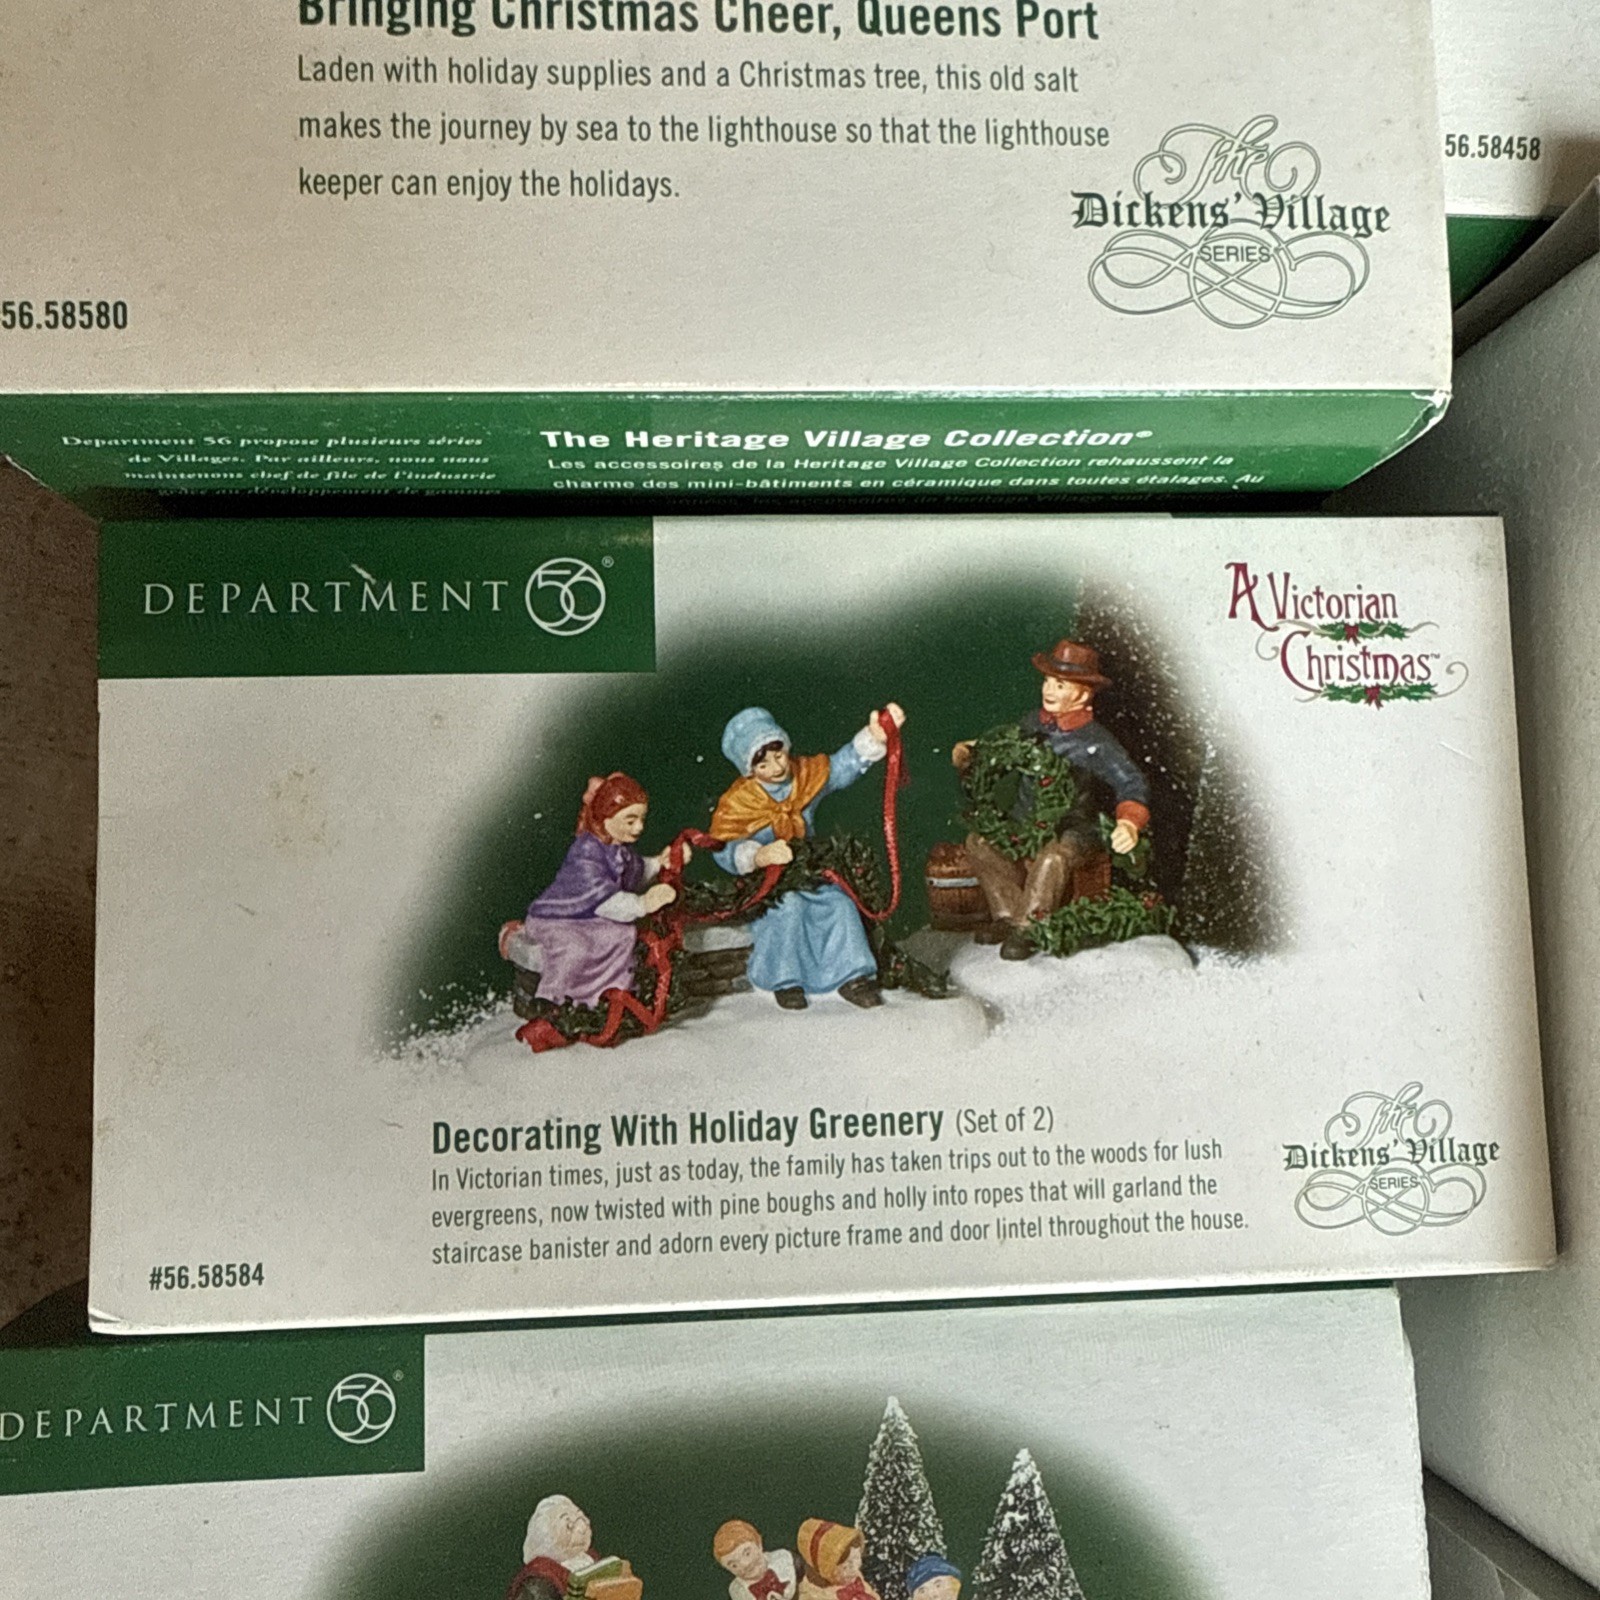 Bringing Christmas Cheer, Queens Port
Laden with holiday supplies and a Christmas tree, this old salt
makes the journey by sea to the lighthouse so that the lighthouse
keeper can enjoy the holidays.
The
Dickens' Village
SERIES
56.58580
56.58458
Department 56 propose plusieurs séries
de Villages. Par ailleurs, nous nous
maintenons chef de file de l'industrie
grâce au développement de gammes
The Heritage Village Collection®
Les accessoires de la Heritage Village Collection rehaussent la
charme des mini-bâtiments en céramique dans toutes étalages. Au
DEPARTMENT 56®
A Victorian
Christmas™
Decorating With Holiday Greenery (Set of 2)
In Victorian times, just as today, the family has taken trips out to the woods for lush
evergreens, now twisted with pine boughs and holly into ropes that will garland the
staircase banister and adorn every picture frame and door lintel throughout the house.
The
Dickens' Village
SERIES
#56.58584
DEPARTMENT 56®